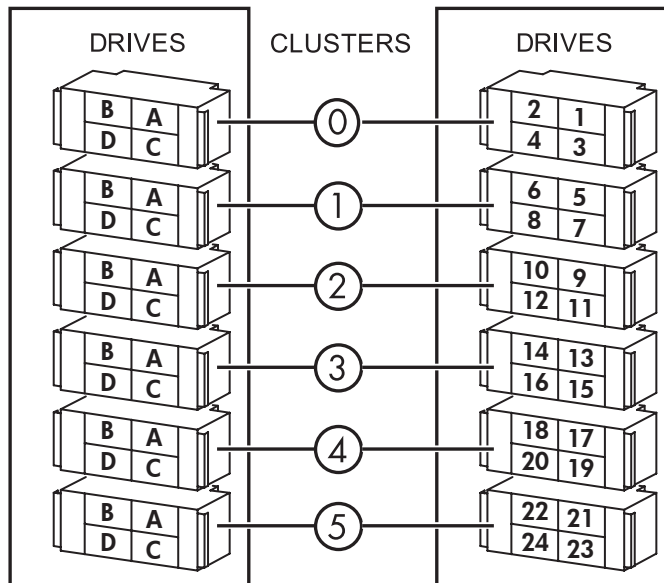 DRIVES CLUSTERS DRIVES
B A 2 1
D C 0 4 3
B A 6 5
D C 1 8 7
B A 10 9
D C 2 12 11
B A 14 13
D C 3 16 15
B A 18 17
D C 4 20 19
B A 22 21
D C 5 24 23